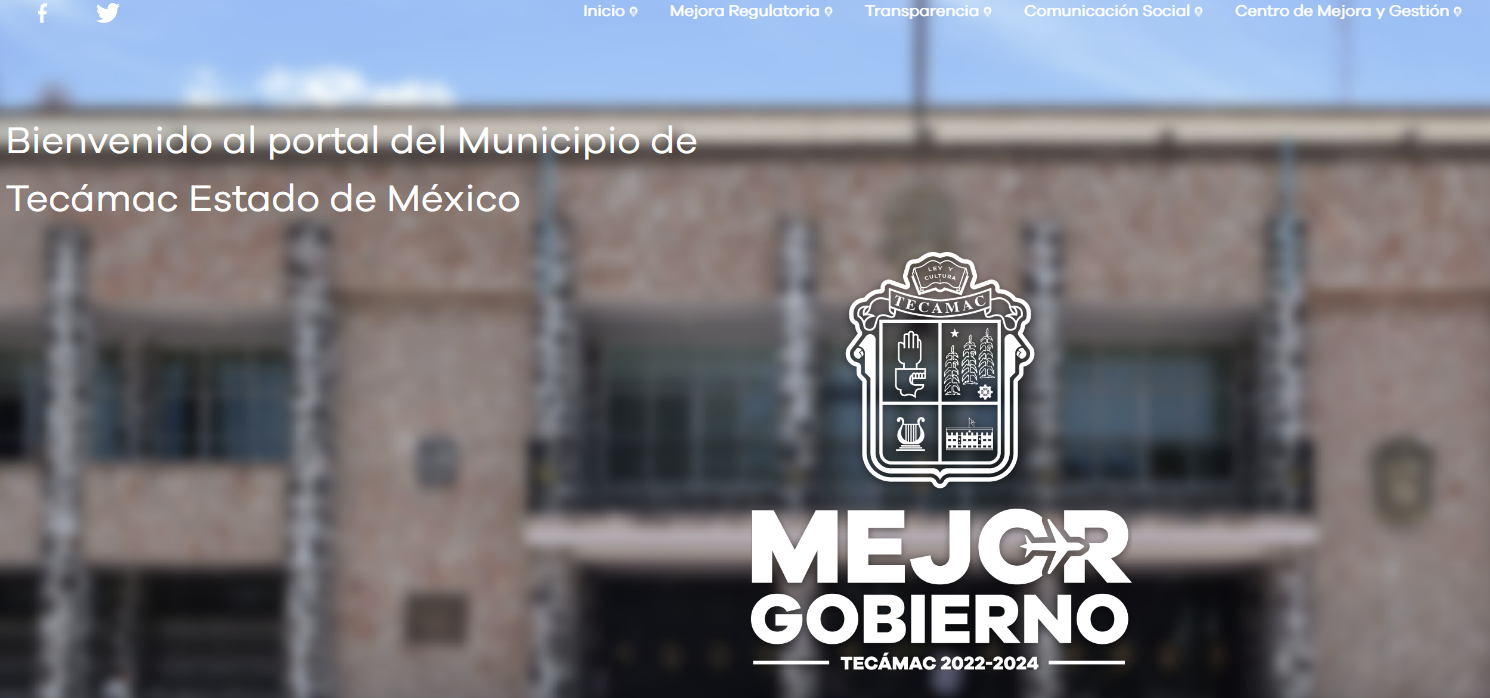 Inicio
Mejora Regulatoria
Transparencia
Comunicación Social
Centro de Mejora y Gestión
Bienvenido al portal del Municipio de
Tecámac Estado de México
LEY Y
CULTURA
TECAMAC
MEJOR
GOBIERNO
TECÁMAC 2022-2024